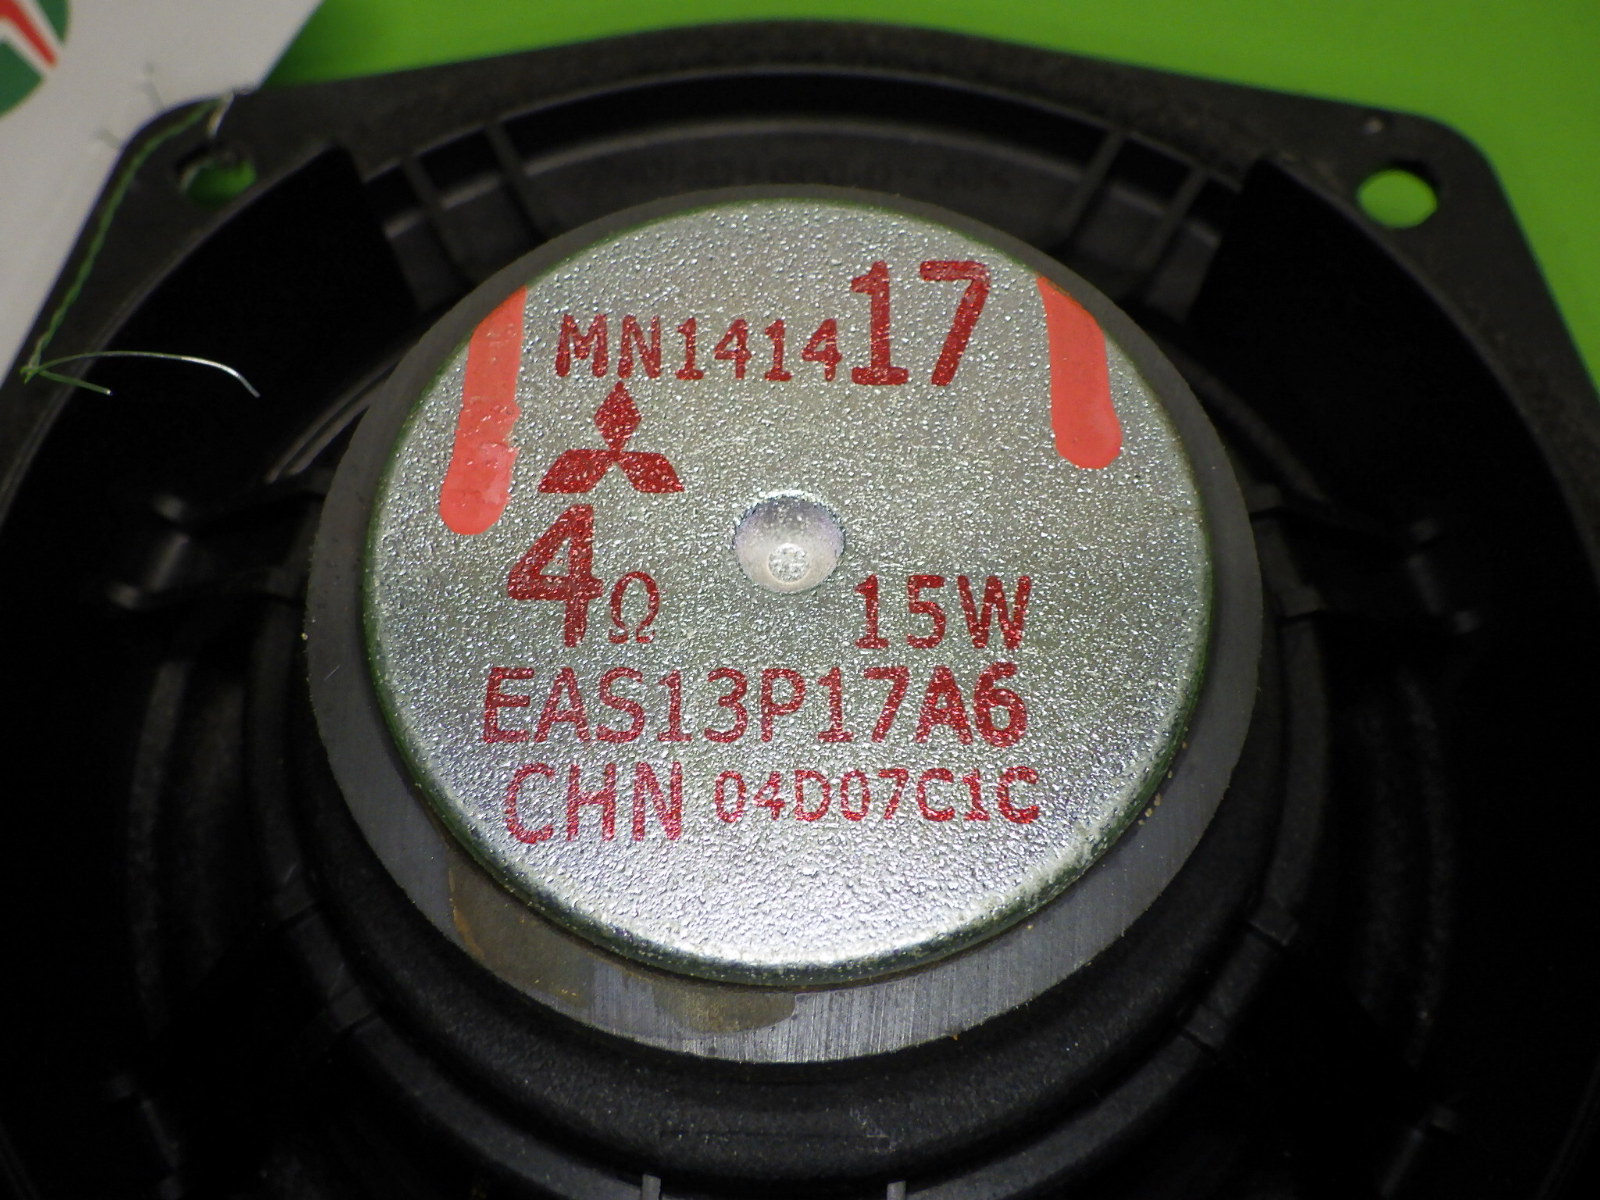 MN141417
4Ω 15W
EAS13P17A6
CHN 04D07C1C